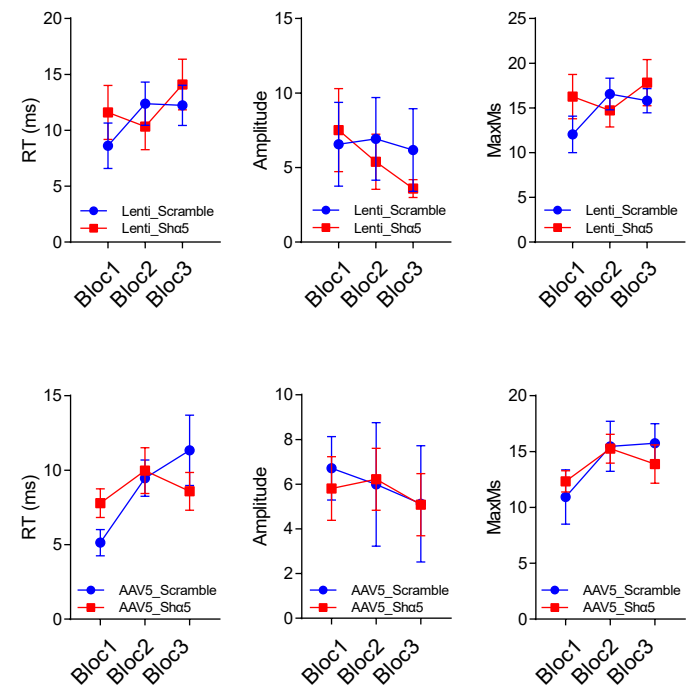 20
15
10
5
0
RT (ms)
Lenti_Scramble
Lenti_Shα5
Bloc1
Bloc2
Bloc3
15
10
5
0
Amplitude
Lenti_Scramble
Lenti_Shα5
Bloc1
Bloc2
Bloc3
25
20
15
10
5
0
MaxMs
Lenti_Scramble
Lenti_Shα5
Bloc1
Bloc2
Bloc3
15
10
5
0
RT (ms)
AAV5_Scramble
AAV5_Shα5
Bloc1
Bloc2
Bloc3
10
8
6
4
2
0
Amplitude
AAV5_Scramble
AAV5_Shα5
Bloc1
Bloc2
Bloc3
20
15
10
5
0
MaxMs
AAV5_Scramble
AAV5_Shα5
Bloc1
Bloc2
Bloc3